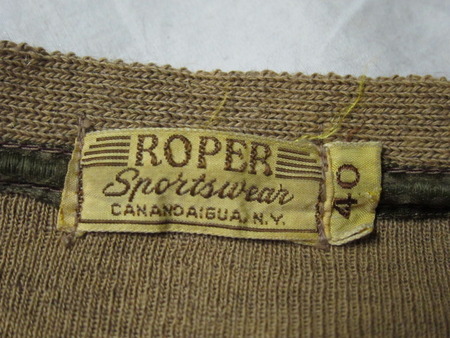 ROPER
Sportswear
CANANDAIGUA, N.Y.
40